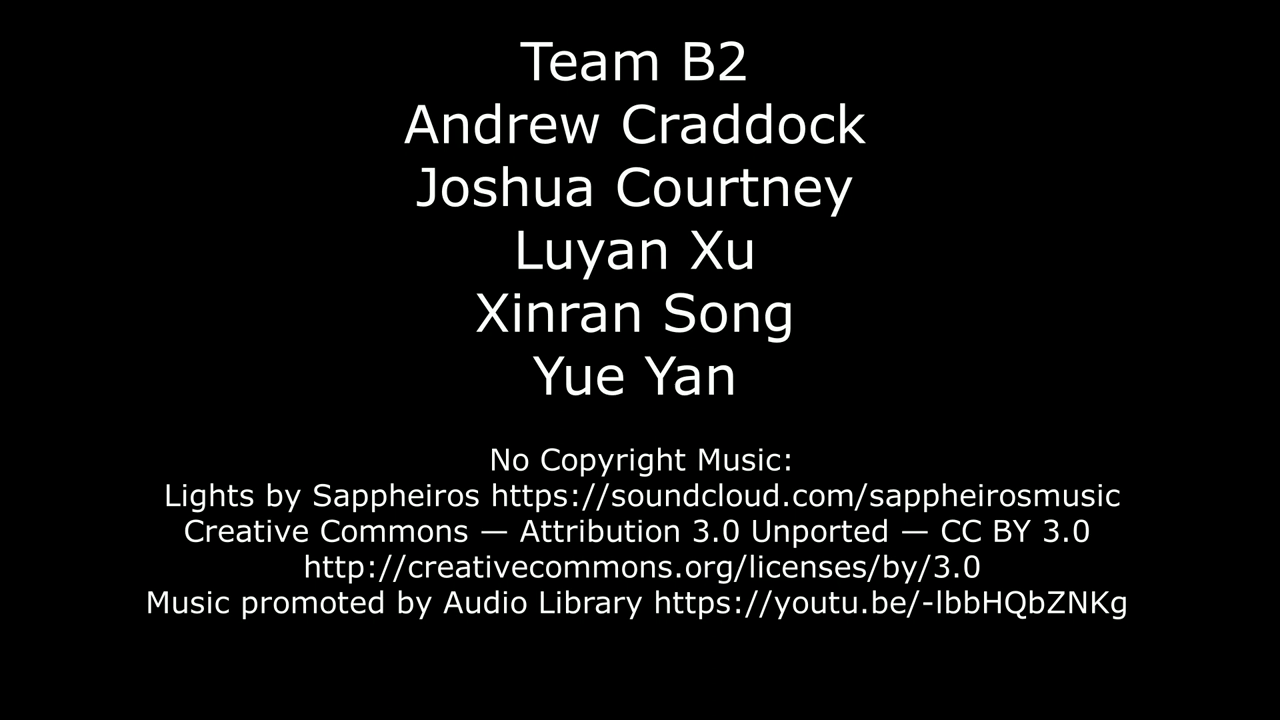 Team B2
Andrew Craddock
Joshua Courtney
Luyan Xu
Xinran Song
Yue Yan
No Copyright Music:
Lights by Sappheiros https://soundcloud.com/sappheirosmusic
Creative Commons — Attribution 3.0 Unported — CC BY 3.0
http://creativecommons.org/licenses/by/3.0
Music promoted by Audio Library https://youtu.be/-lbbHQbZNKg